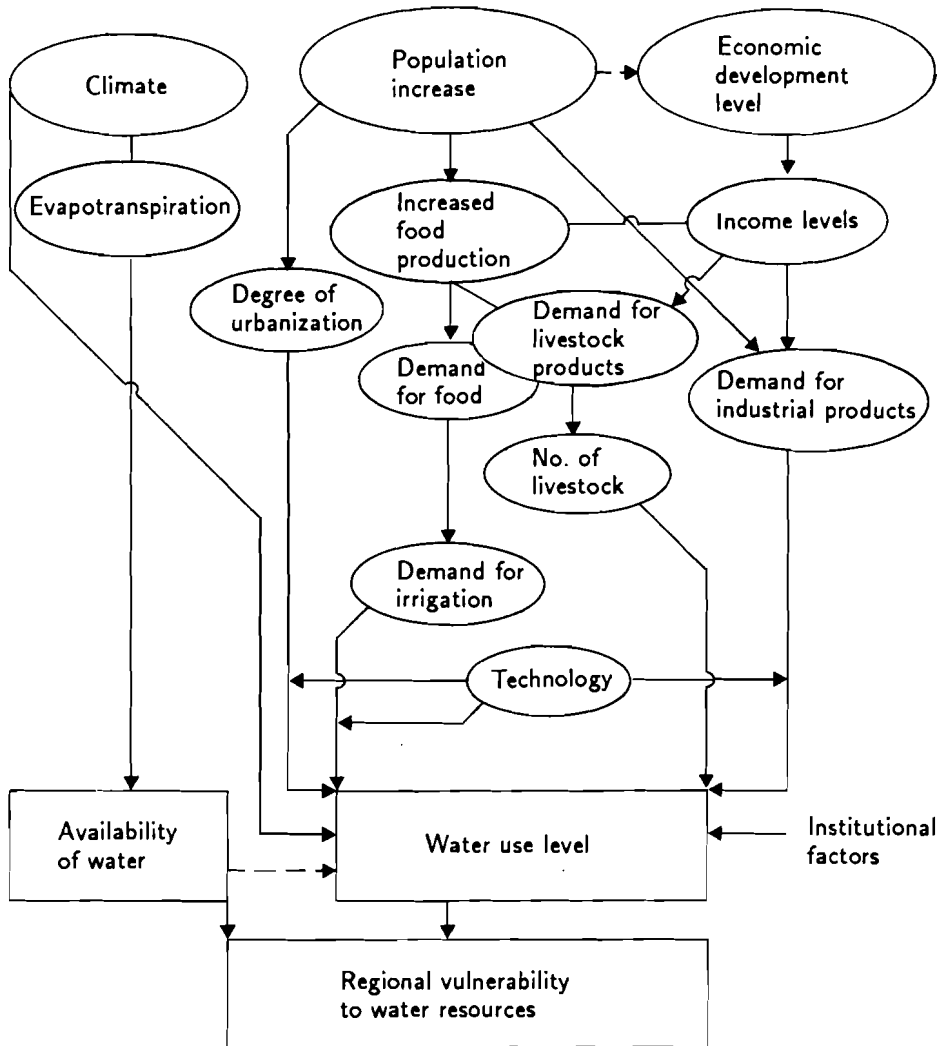 Climate
Population
increase
Economic
development
level
Evapotranspiration
Increased
food
production
Income levels
Degree of
urbanization
Demand for
livestock
products
Demand
for food
Demand for
industrial products
No. of
livestock
Demand for
irrigation
Technology
Availability
of water
Water use level
Institutional
factors
Regional vulnerability
to water resources